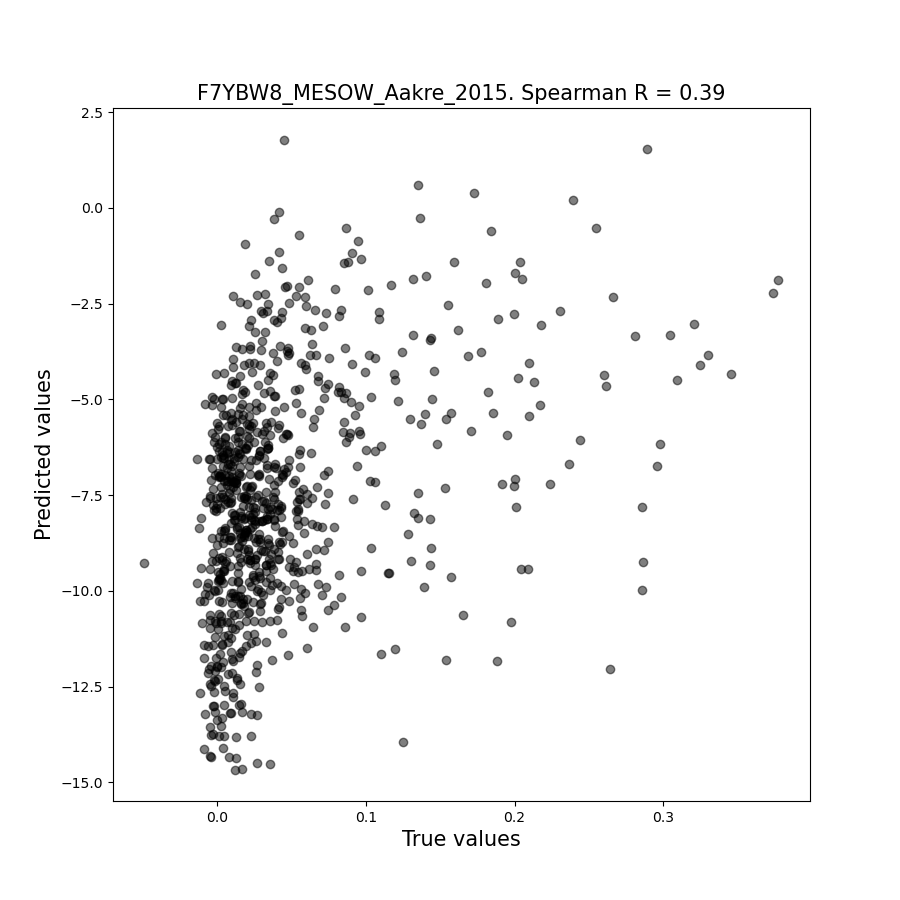 F7YBW8_MESOW_Aakre_2015. Spearman R = 0.39
2.5
0.0
−2.5
−5.0
−7.5
−10.0
−12.5
−15.0
Predicted values
0.0 0.1 0.2 0.3
True values